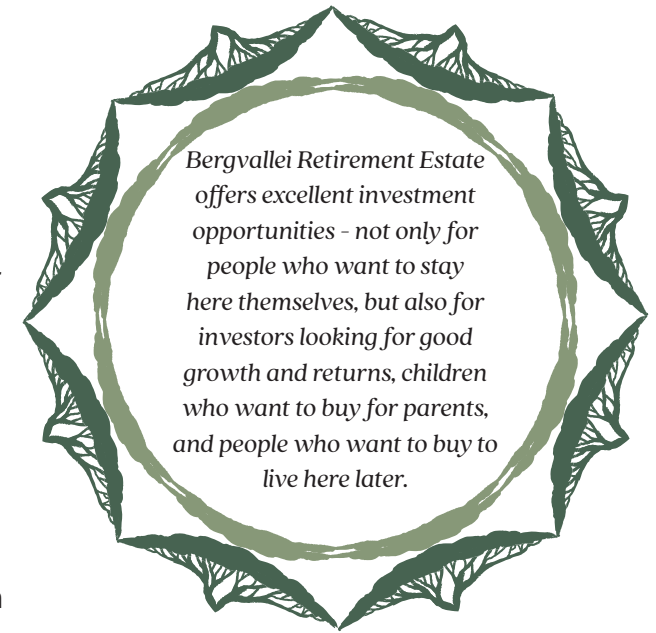 Bergvallei Retirement Estate
offers excellent investment
opportunities - not only for
people who want to stay
here themselves, but also for
investors looking for good
growth and returns, children
who want to buy for parents,
and people who want to buy to
live here later.